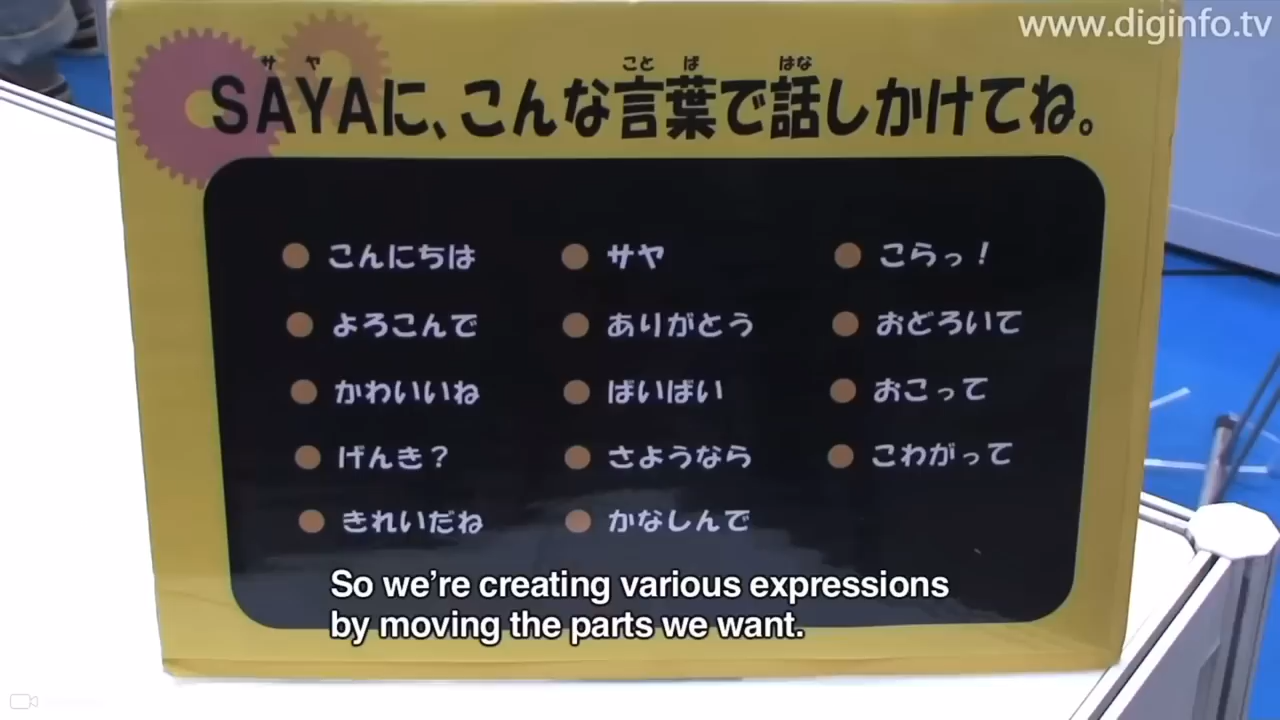 www.diginfo.tv
サ ヤ こと ば はな
SAYAに、こんな言葉で話しかけてね。
こんにちは サヤ こらっ！
よろこんで ありがとう おどろいて
かわいいね ばいばい おこって
げんき？ さようなら こわがって
きれいだね かなしんで
So we're creating various expressions
by moving the parts we want.